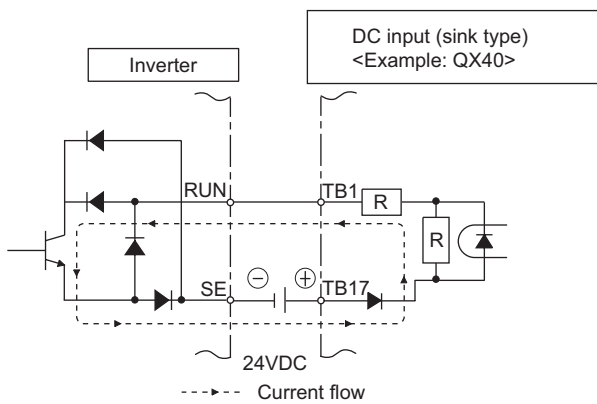 DC input (sink type)
<Example: QX40>
Inverter
RUN
TB1
R
R
SE
−
+
TB17
24VDC
Current flow